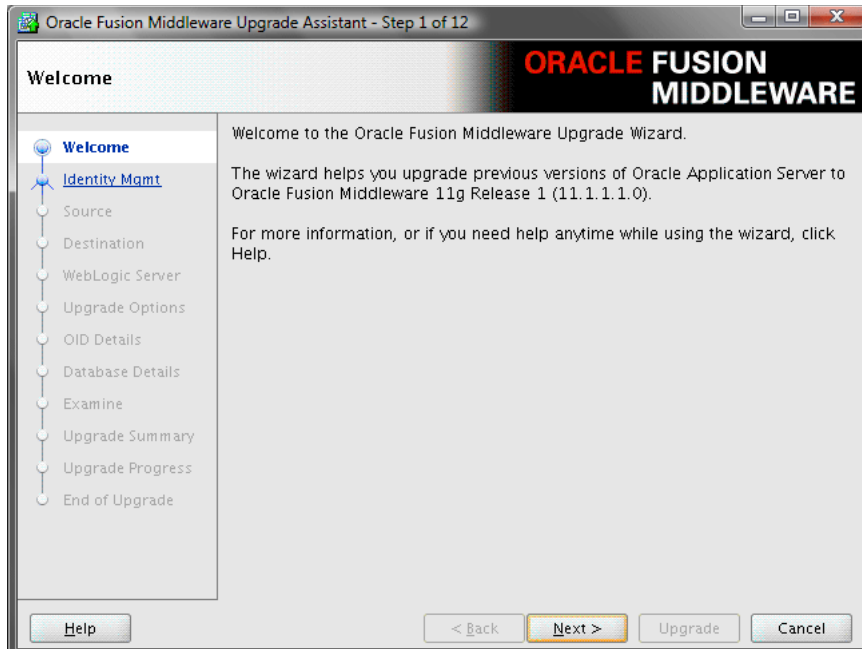 Oracle Fusion Middleware Upgrade Assistant - Step 1 of 12
Welcome
ORACLE FUSION
MIDDLEWARE
Welcome
Identity Mgmt
Source
Destination
WebLogic Server
Upgrade Options
OID Details
Database Details
Examine
Upgrade Summary
Upgrade Progress
End of Upgrade
Welcome to the Oracle Fusion Middleware Upgrade Wizard.
The wizard helps you upgrade previous versions of Oracle Application Server to
Oracle Fusion Middleware 11g Release 1 (11.1.1.1.0).
For more information, or if you need help anytime while using the wizard, click
Help.
Help
< Back
Next >
Upgrade
Cancel